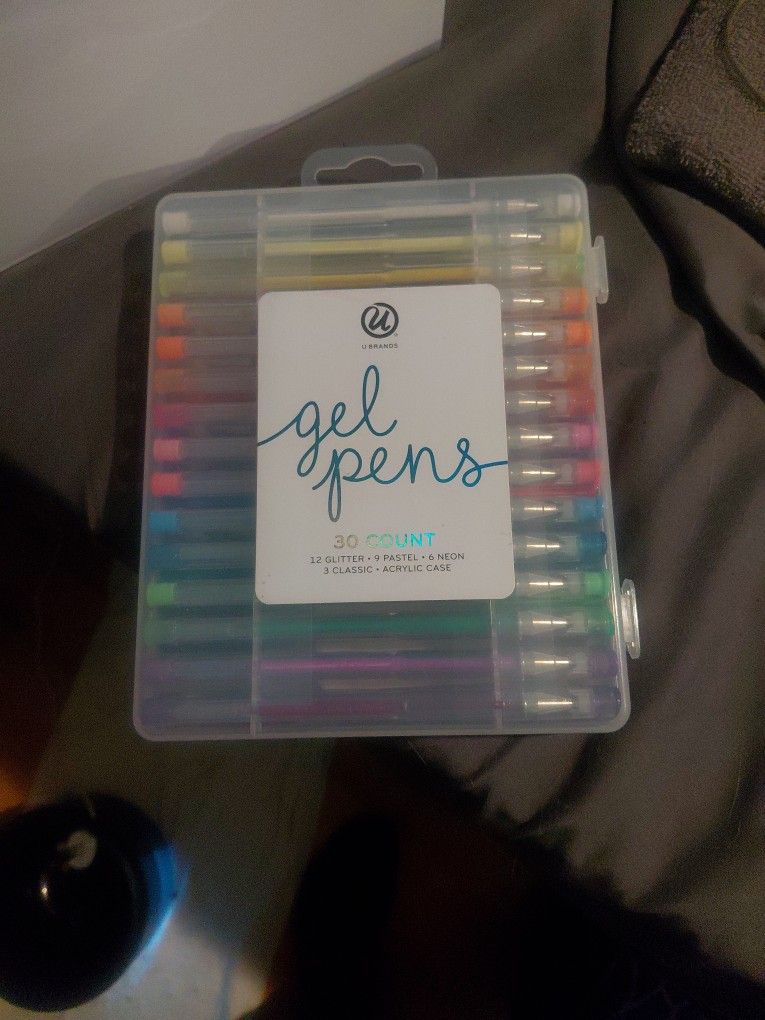 u
U BRANDS
gel
pens
30 COUNT
12 GLITTER • 9 PASTEL • 6 NEON
3 CLASSIC • ACRYLIC CASE